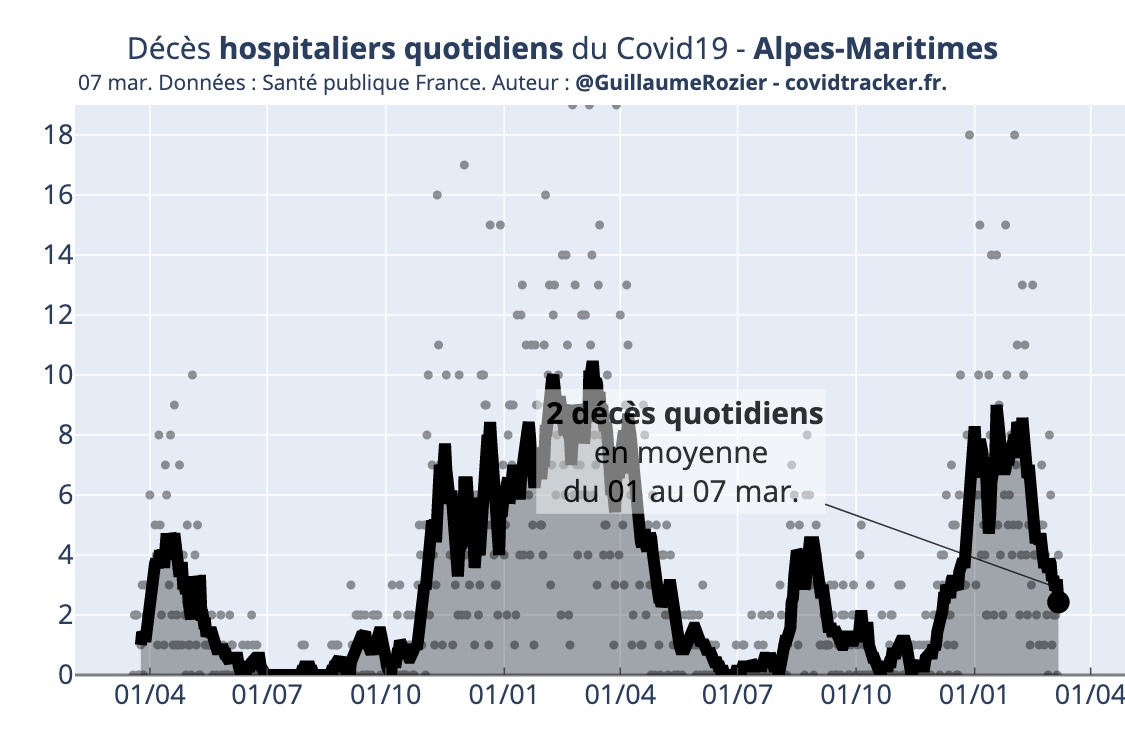 Décès hospitaliers quotidiens du Covid19 - Alpes-Maritimes
07 mar. Données : Santé publique France. Auteur : @GuillaumeRozier - covidtracker.fr.
18
16
14
12
10
8
6
4
2
0
2 décès quotidiens
en moyenne
du 01 au 07 mar.
01/04 01/07 01/10 01/01 01/04 01/07 01/10 01/01 01/04